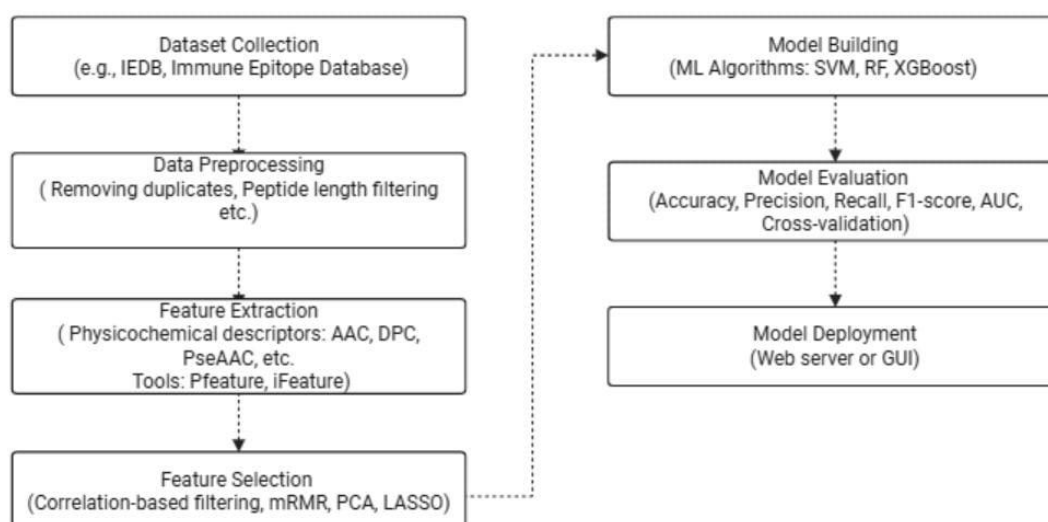 Dataset Collection
(e.g., IEDB, Immune Epitope Database)
Data Preprocessing
( Removing duplicates, Peptide length filtering
etc.)
Feature Extraction
( Physicochemical descriptors: AAC, DPC,
PseAAC, etc.
Tools: Pfeature, iFeature)
Feature Selection
(Correlation-based filtering, mRMR, PCA, LASSO)
Model Building
(ML Algorithms: SVM, RF, XGBoost)
Model Evaluation
(Accuracy, Precision, Recall, F1-score, AUC,
Cross-validation)
Model Deployment
(Web server or GUI)